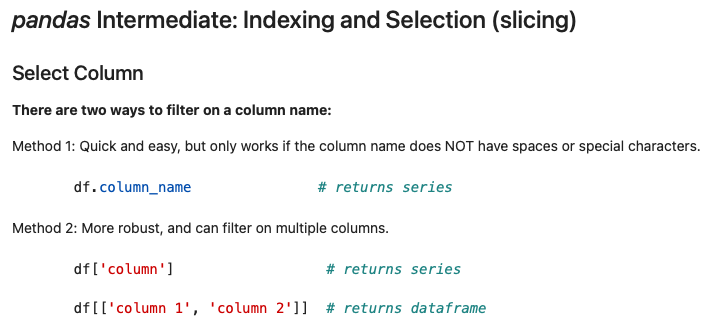 pandas Intermediate: Indexing and Selection (slicing)
Select Column
There are two ways to filter on a column name:
Method 1: Quick and easy, but only works if the column name does NOT have spaces or special characters.
df.column_name # returns series
Method 2: More robust, and can filter on multiple columns.
df['column'] # returns series
df[['column 1', 'column 2']] # returns dataframe